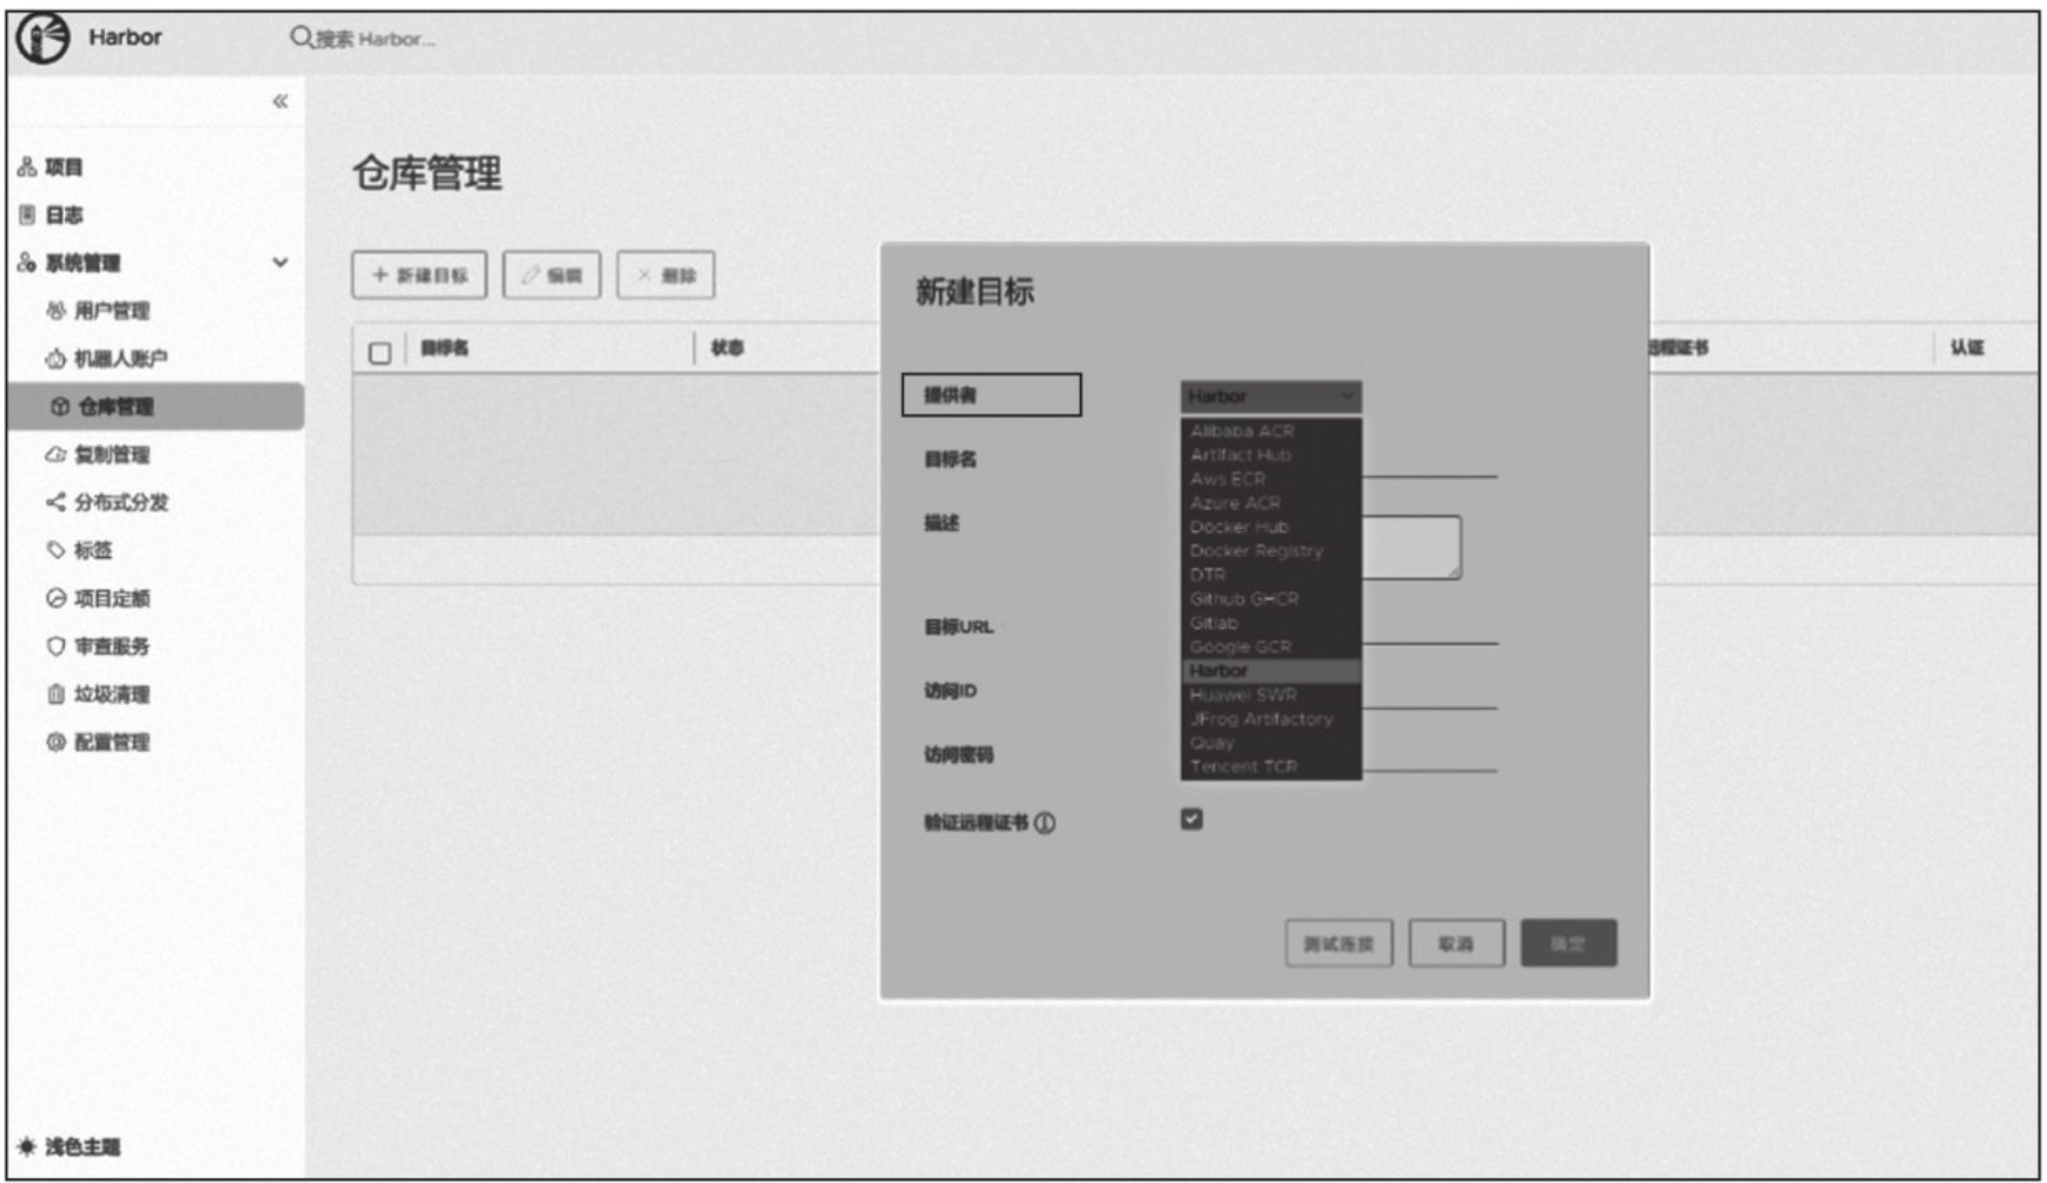 Harbor
搜索 Harbor...
项目
日志
系统管理
用户管理
机器人账户
仓库管理
复制管理
分布式分发
标签
项目定额
审查服务
垃圾清理
配置管理
浅色主题
仓库管理
+ 新建目标
编辑
× 删除
目标名
状态
远程证书
认证
新建目标
提供者
Harbor
Alibaba ACR
Artifact Hub
Aws ECR
Azure ACR
Docker Hub
Docker Registry
DTR
Github GHCR
Gitlab
Google GCR
Harbor
Huawei SWR
JFrog Artifactory
Quay
Tencent TCR
目标名
描述
目标URL
访问ID
访问密码
验证远程证书
测试连接
取消
确定